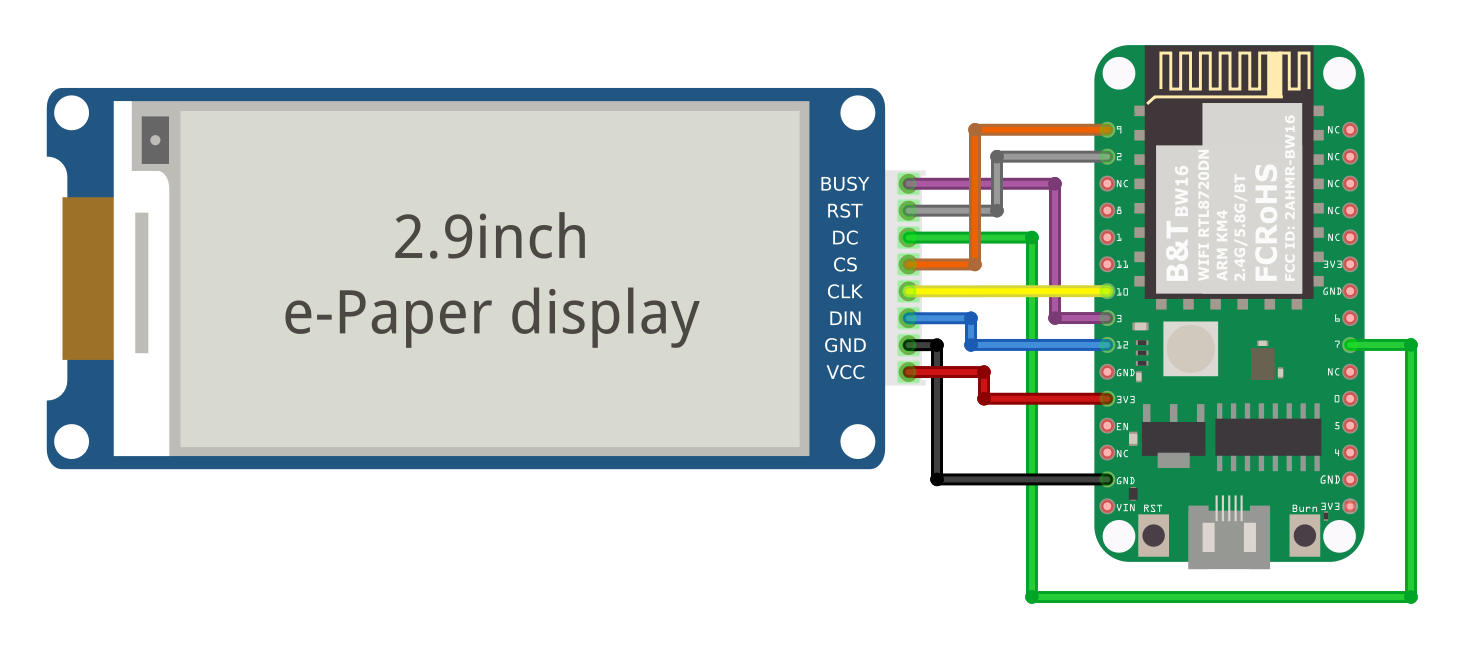 2.9inch
e-Paper display
BUSY
RST
DC
CS
CLK
DIN
GND
VCC
9
2
NC
8
1
11
10
3
12
GND
3V3
EN
NC
GND
VIN
RST
B&T BW16
WIFI RTL8720DN
ARM KM4
2.4G/5.8G/BT
FCCRoHS
FCC ID: 2AHMR-BW16
NC
NC
NC
NC
NC
3V3
GND
6
7
NC
0
5
4
GND
3V3
Burn